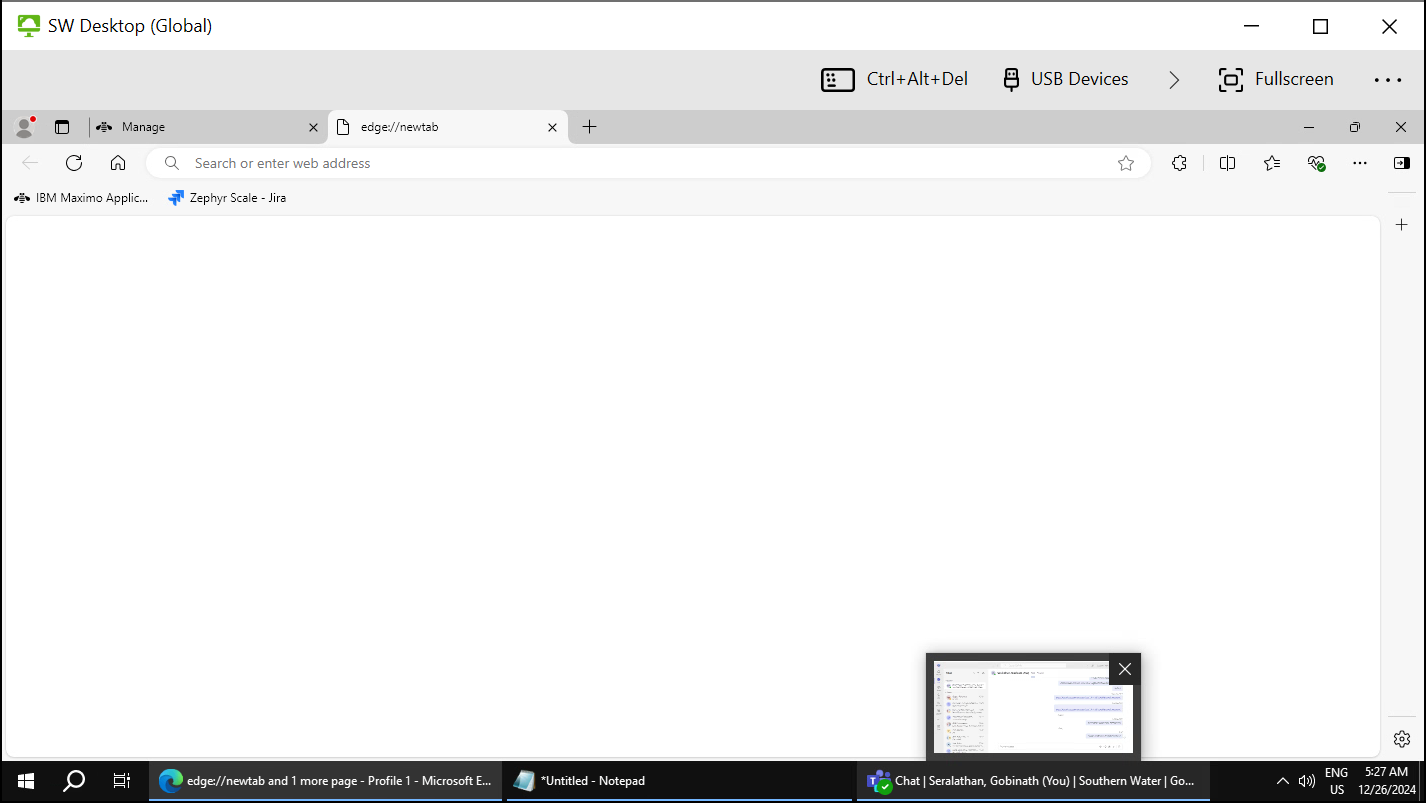 SW Desktop (Global)
Ctrl+Alt+Del
USB Devices
Fullscreen
Manage
edge://newtab
Search or enter web address
IBM Maximo Applic...
Zephyr Scale - Jira
edge://newtab and 1 more page - Profile 1 - Microsoft E...
*Untitled - Notepad
Chat | Seralathan, Gobinath (You) | Southern Water | Go...
ENG
US
5:27 AM
12/26/2024